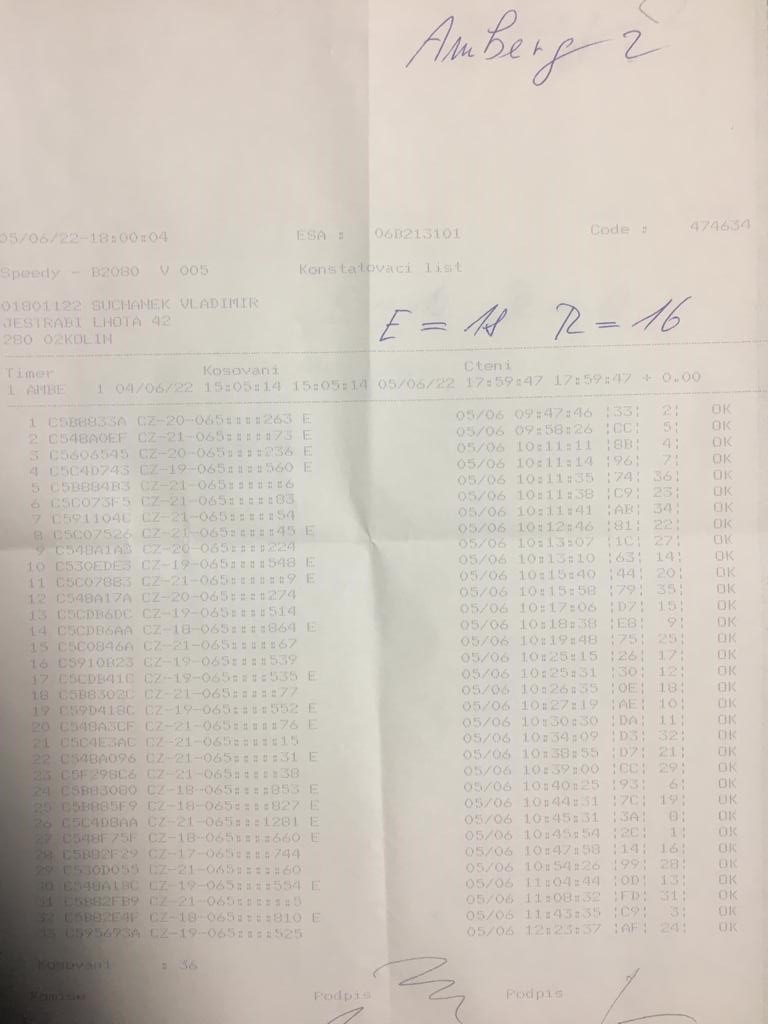 Amberg 2
05/06/22-18:00:04 ESA : 06B213101 Code : 474634
Speedy - B2080 V 005 Konstatovaci list
01801122 SUCHANEK VLADIMIR
JESTRABI LHOTA 42
280 02KOLIN
E = 18 R = 16
Timer Kosovani Cteni
1 AMBE 1 04/06/22 15:05:14 15:05:14 05/06/22 17:59:47 17:59:47 + 0.00
1 C5B8833A CZ-20-065::::263 E 05/06 09:47:46 ¦33¦ 2¦ OK
2 C548A0EF CZ-21-065::::73 E 05/06 09:58:26 ¦CC¦ 5¦ OK
3 C5606545 CZ-20-065::::236 E 05/06 10:11:11 ¦8B¦ 4¦ OK
4 C5C4D743 CZ-19-065::::560 E 05/06 10:11:14 ¦96¦ 7¦ OK
5 C5B884B3 CZ-21-065:::::6 05/06 10:11:35 ¦74¦ 36¦ OK
6 C5C073F5 CZ-21-065::::83 05/06 10:11:38 ¦C9¦ 23¦ OK
7 C591104C CZ-21-065::::54 05/06 10:11:41 ¦AB¦ 34¦ OK
8 C5C07526 CZ-21-065::::45 E 05/06 10:12:46 ¦81¦ 22¦ OK
9 C548A1AB CZ-20-065::::224 05/06 10:13:07 ¦1C¦ 27¦ OK
10 C530EDE3 CZ-19-065::::548 E 05/06 10:13:10 ¦63¦ 14¦ OK
11 C5C078B3 CZ-21-065:::::9 E 05/06 10:15:40 ¦44¦ 20¦ OK
12 C548A17A CZ-20-065::::274 05/06 10:15:58 ¦79¦ 35¦ OK
13 C5CDB6DC CZ-19-065::::514 05/06 10:17:06 ¦D7¦ 15¦ OK
14 C5CDB6AA CZ-18-065::::864 E 05/06 10:18:38 ¦E8¦ 9¦ OK
15 C5C0846A CZ-21-065::::67 05/06 10:19:48 ¦75¦ 25¦ OK
16 C5910B23 CZ-19-065::::539 05/06 10:25:15 ¦26¦ 17¦ OK
17 C5CDB41C CZ-19-065::::535 E 05/06 10:25:31 ¦30¦ 12¦ OK
18 C5B8302C CZ-21-065::::77 05/06 10:26:35 ¦0E¦ 18¦ OK
19 C59D418C CZ-19-065::::552 E 05/06 10:27:19 ¦AE¦ 10¦ OK
20 C548A3CF CZ-21-065::::76 E 05/06 10:30:30 ¦DA¦ 11¦ OK
21 C5C4E3AC CZ-21-065::::15 05/06 10:34:09 ¦D3¦ 32¦ OK
22 C548A096 CZ-21-065::::31 E 05/06 10:38:55 ¦D7¦ 21¦ OK
23 C5F298C6 CZ-21-065::::38 05/06 10:39:00 ¦CC¦ 29¦ OK
24 C5B83080 CZ-18-065::::853 E 05/06 10:40:25 ¦93¦ 6¦ OK
25 C5B885F9 CZ-18-065::::827 E 05/06 10:44:31 ¦7C¦ 19¦ OK
26 C5C4D8AA CZ-21-065:::1281 E 05/06 10:45:31 ¦3A¦ 8¦ OK
27 C548F75F CZ-18-065::::660 E 05/06 10:45:54 ¦2C¦ 1¦ OK
28 C5B82F29 CZ-17-065::::744 05/06 10:47:58 ¦14¦ 16¦ OK
29 C530D055 CZ-21-065::::60 05/06 10:54:26 ¦99¦ 28¦ OK
30 C548A18C CZ-19-065::::554 E 05/06 11:04:44 ¦0D¦ 13¦ OK
31 C5B82FB9 CZ-21-065:::::5 05/06 11:08:32 ¦FD¦ 31¦ OK
32 C5B82E4F CZ-18-065::::810 E 05/06 11:43:35 ¦C9¦ 3¦ OK
33 C595693A CZ-19-065::::525 05/06 12:23:37 ¦AF¦ 24¦ OK
Kosovani : 36
Komise Podpis Podpis